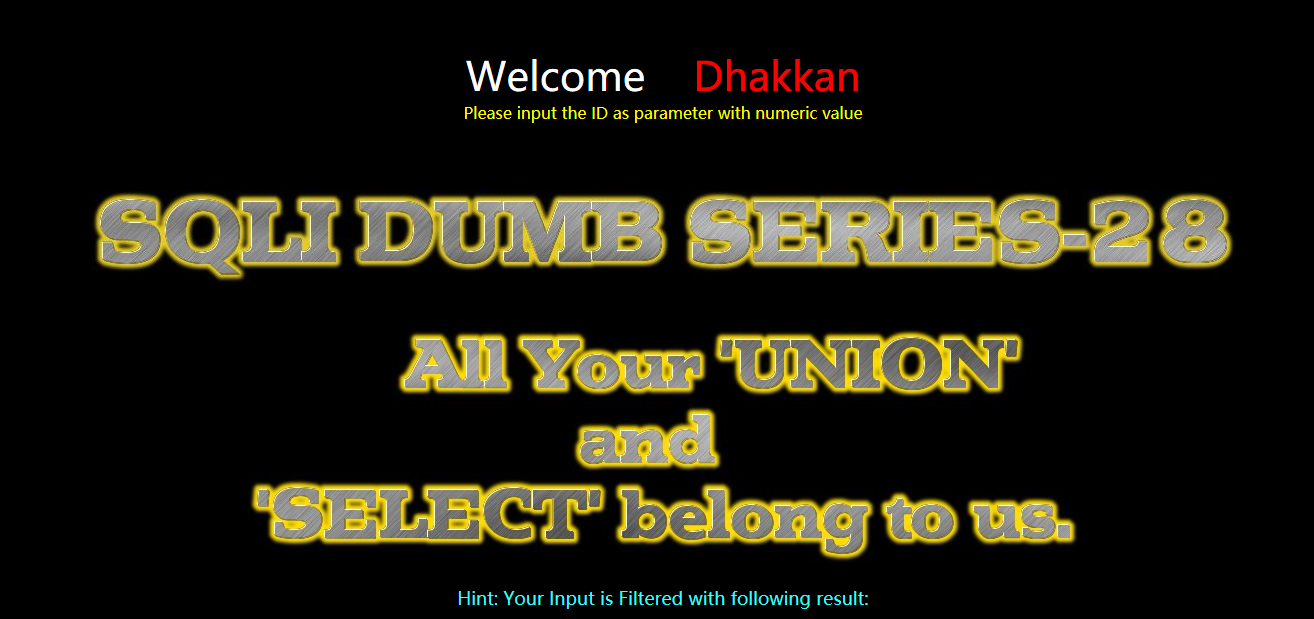 Welcome Dhakkan
Please input the ID as parameter with numeric value
SQLI DUMB SERIES-28
All Your 'UNION'
and
'SELECT' belong to us.
Hint: Your Input is Filtered with following result: